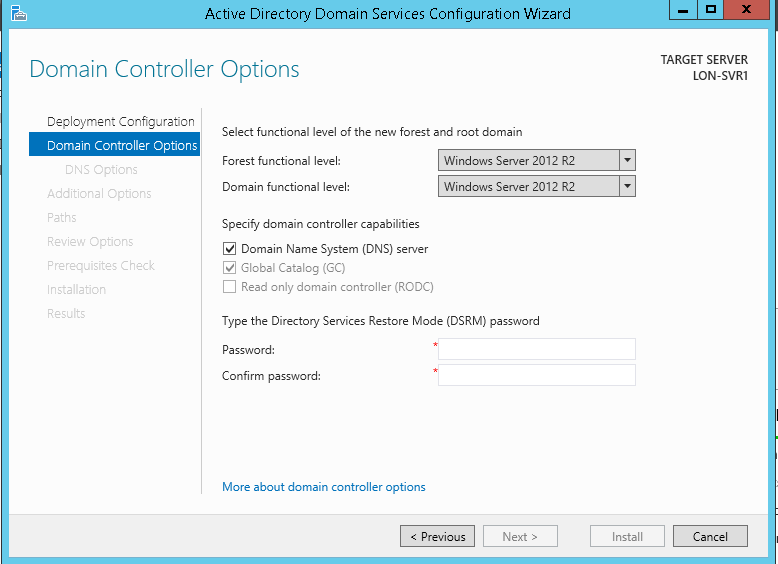 Active Directory Domain Services Configuration Wizard
Domain Controller Options
TARGET SERVER
LON-SVR1
Deployment Configuration
Domain Controller Options
DNS Options
Additional Options
Paths
Review Options
Prerequisites Check
Installation
Results
Select functional level of the new forest and root domain
Forest functional level:
Windows Server 2012 R2
Domain functional level:
Windows Server 2012 R2
Specify domain controller capabilities
Domain Name System (DNS) server
Global Catalog (GC)
Read only domain controller (RODC)
Type the Directory Services Restore Mode (DSRM) password
Password:
*
Confirm password:
*
More about domain controller options
< Previous
Next >
Install
Cancel